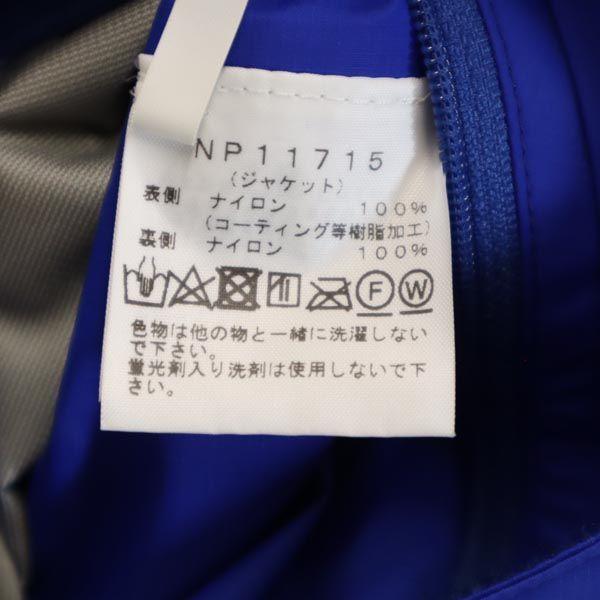 NP11715
(ジャケット)
表側 ナイロン 100%
(コーティング等樹脂加工)
裏側 ナイロン 100%
F W
色物は他の物と一緒に洗濯しない
で下さい。
蛍光剤入り洗剤は使用しないで下
さい。